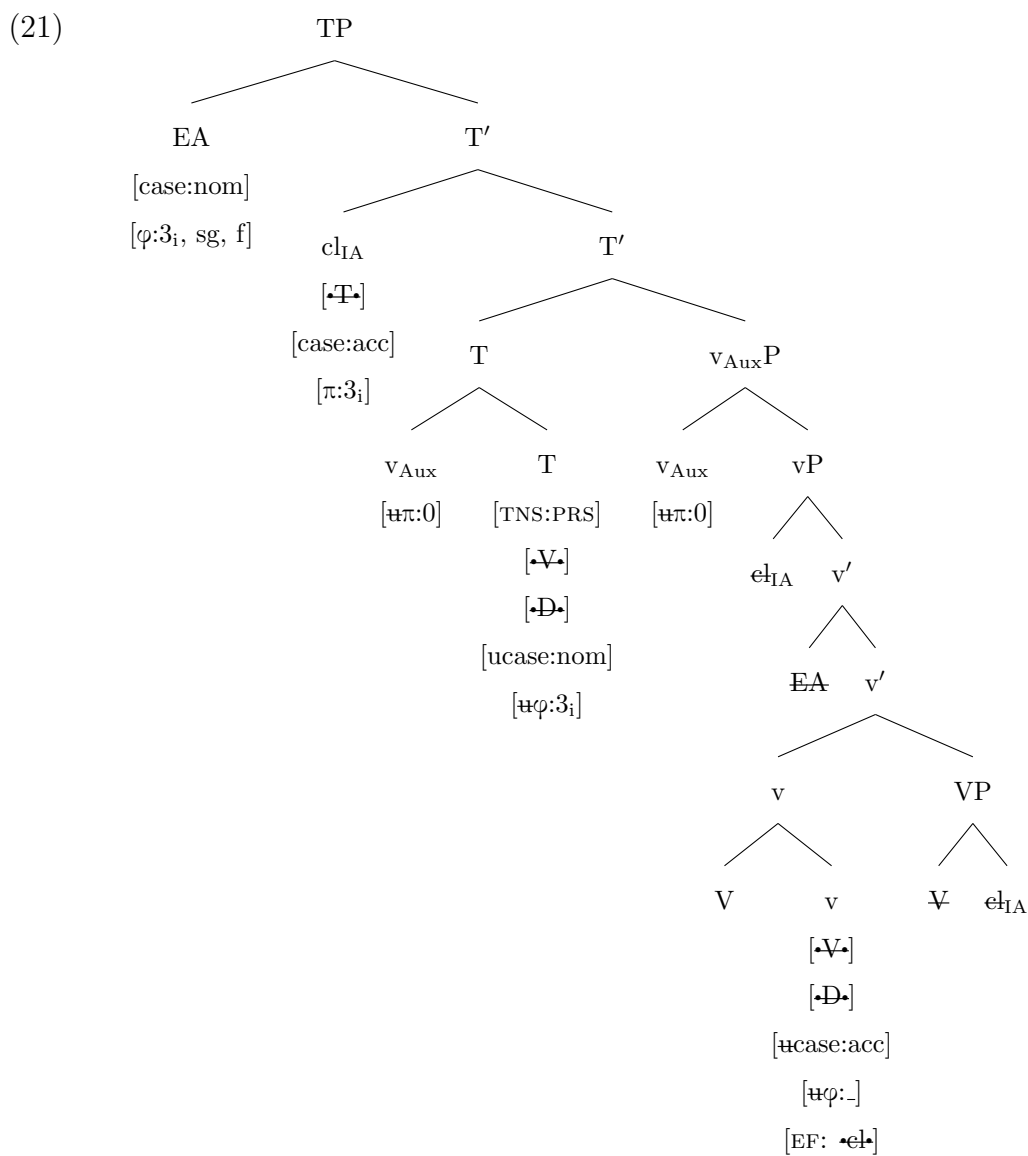 (21) TP
EA T′
[case:nom]
[φ:3i, sg, f] clIA T′
[•T•]
[case:acc] T vAuxP
[π:3i]
vAux T vAux vP
[uπ:0] [TNS:PRS] [uπ:0]
[•V•] clIA v′
[•D•]
[ucase:nom] EA v′
[uφ:3i]
v VP
V v V clIA
[•V•]
[•D•]
[ucase:acc]
[uφ:_]
[EF: •cl•]